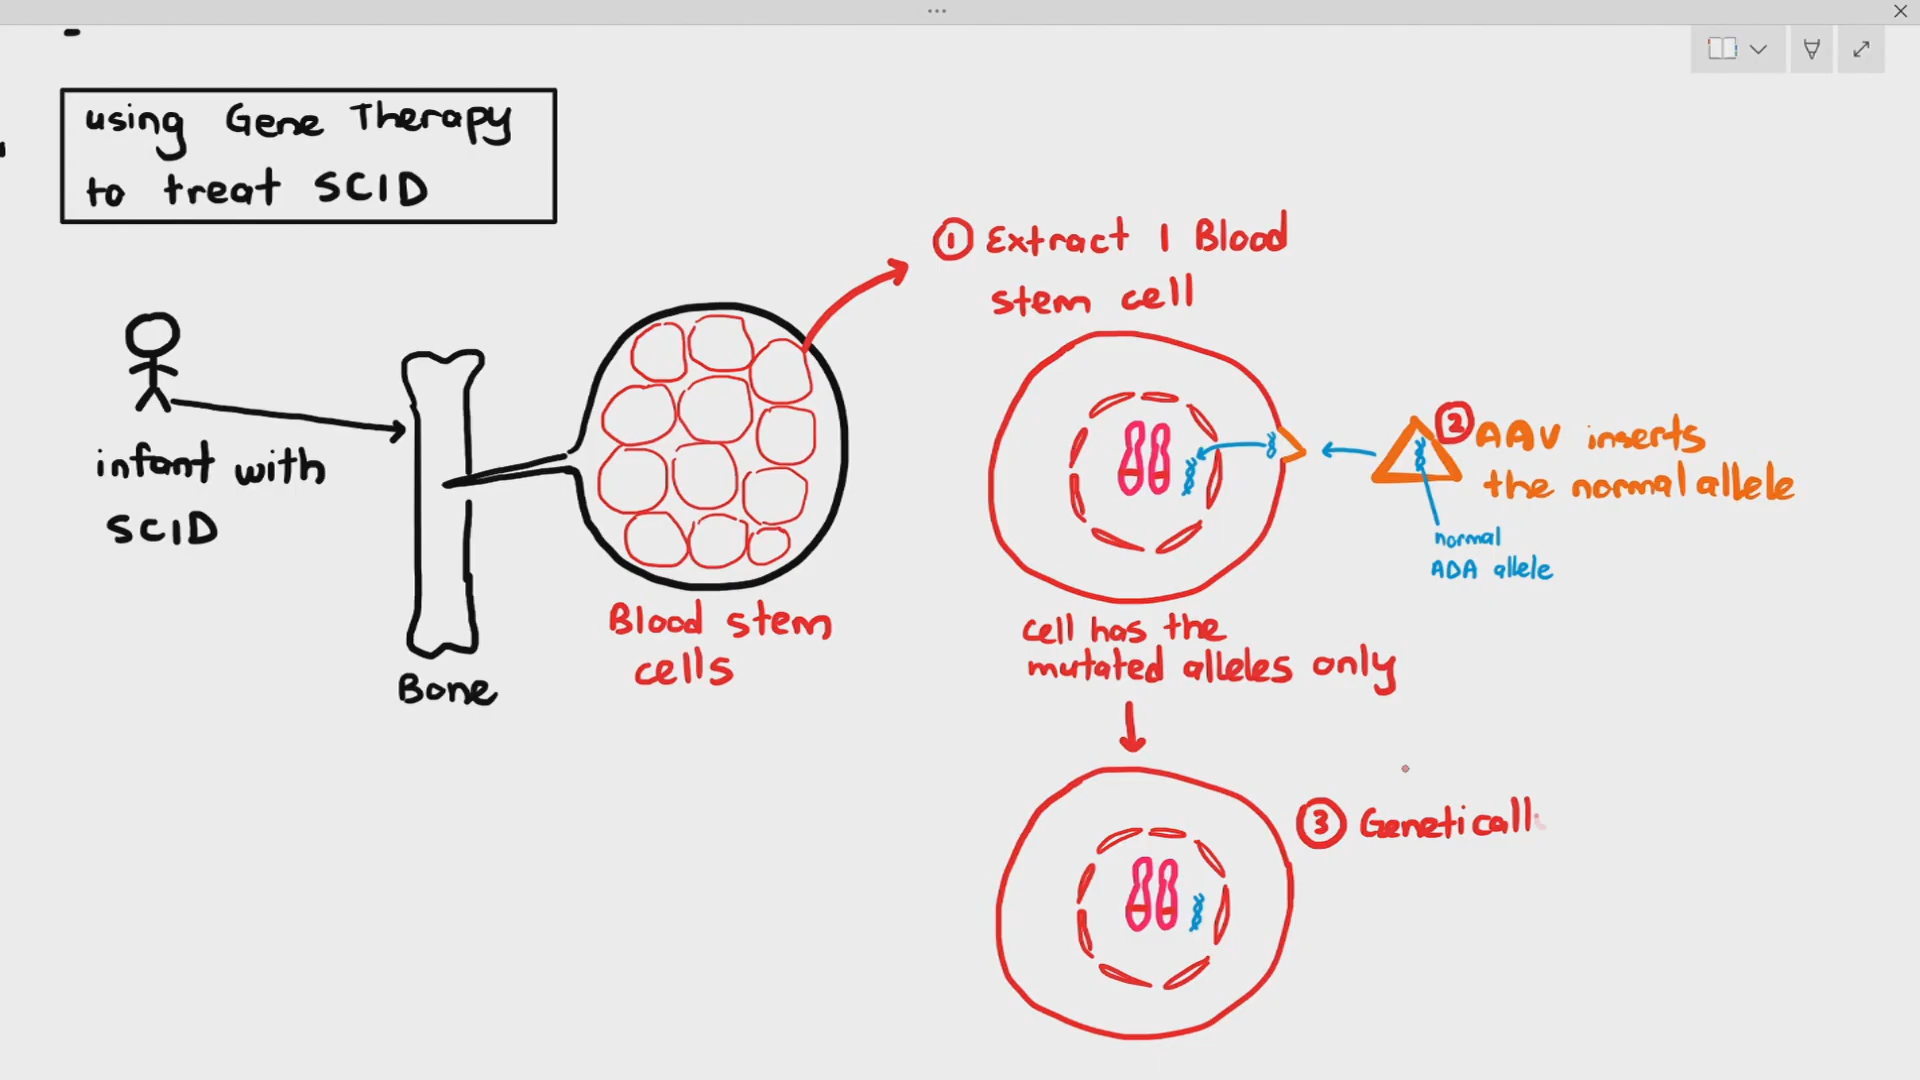 using Gene Therapy
to treat SCID
infant with
SCID
Bone
Blood stem
cells
① Extract 1 Blood
stem cell
② AAV inserts
the normal allele
normal
ADA allele
cell has the
mutated alleles only
③ Geneticall